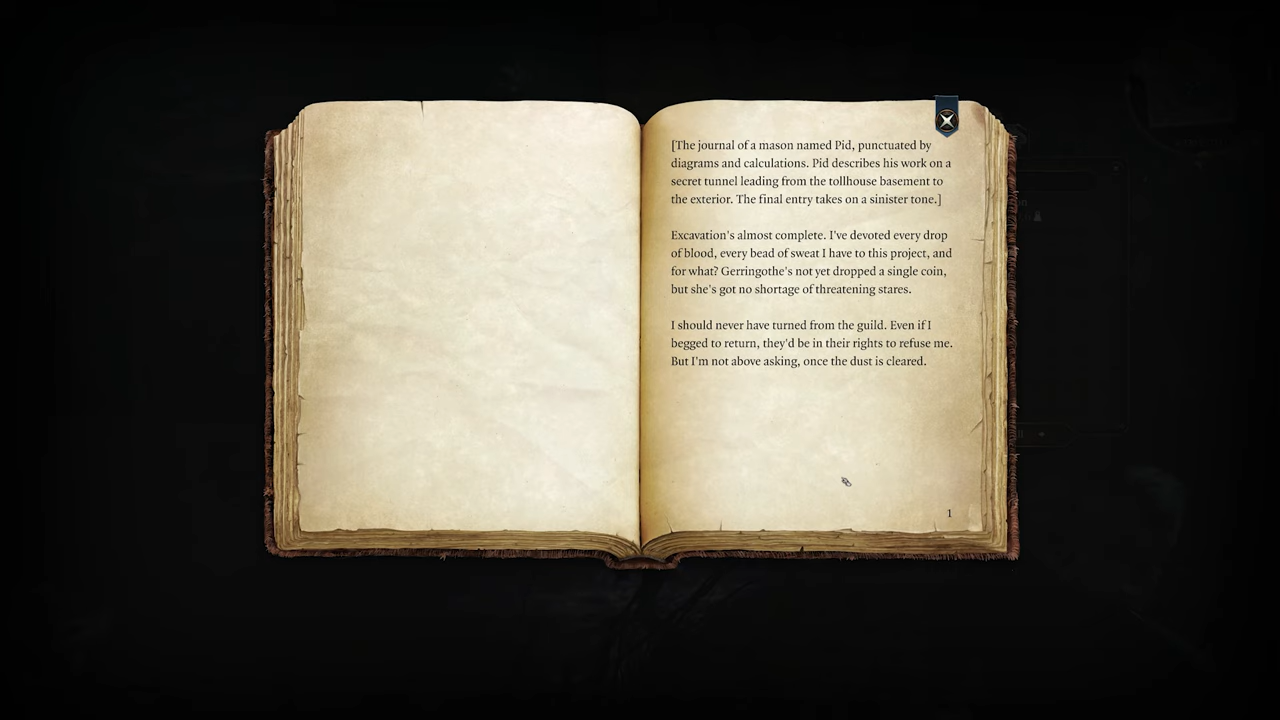 [The journal of a mason named Pid, punctuated by
diagrams and calculations. Pid describes his work on a
secret tunnel leading from the tollhouse basement to
the exterior. The final entry takes on a sinister tone.]
Excavation's almost complete. I've devoted every drop
of blood, every bead of sweat I have to this project, and
for what? Gerringothe's not yet dropped a single coin,
but she's got no shortage of threatening stares.
I should never have turned from the guild. Even if I
begged to return, they'd be in their rights to refuse me.
But I'm not above asking, once the dust is cleared.
1